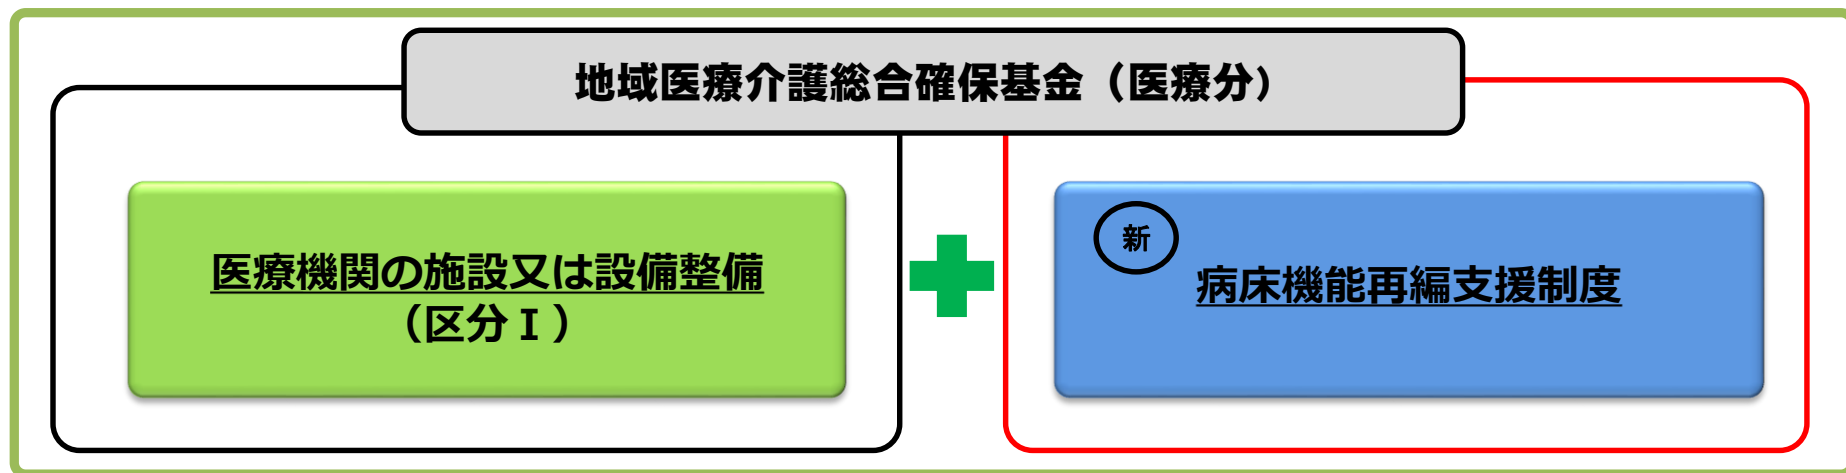 地域医療介護総合確保基金（医療分）
医療機関の施設又は設備整備
（区分Ⅰ）
新
病床機能再編支援制度